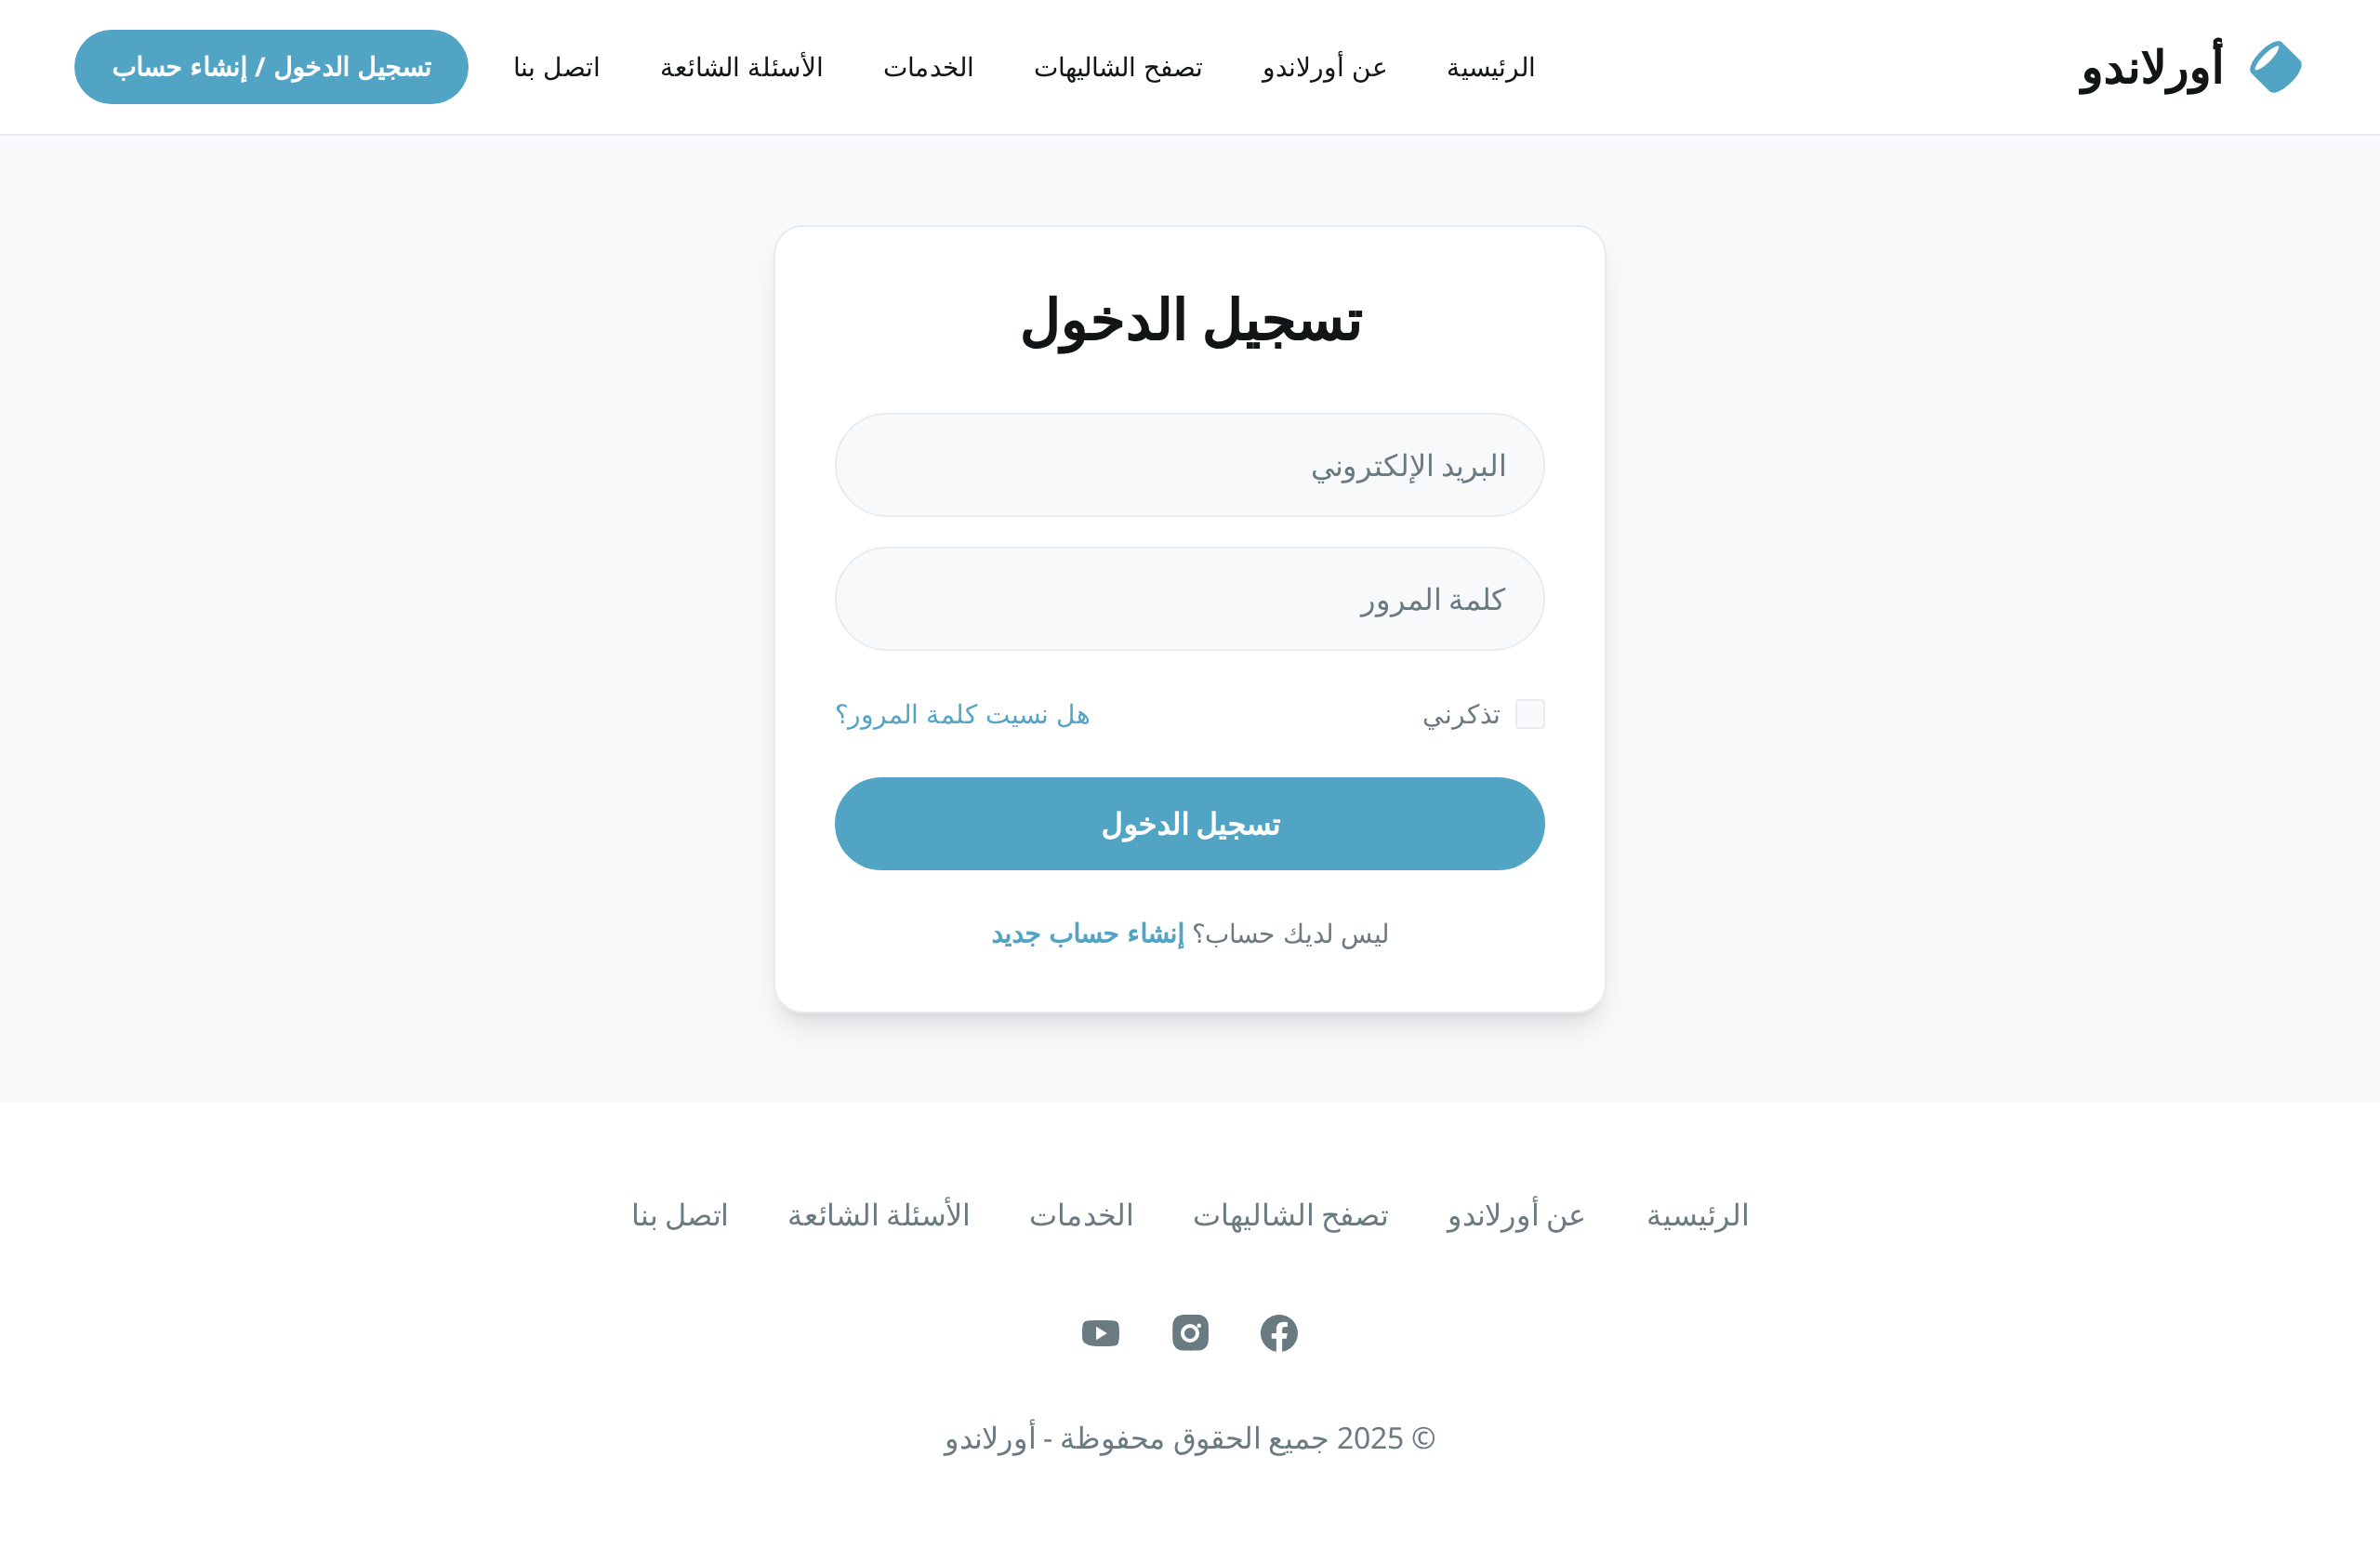 أورلاندو
الرئيسية
عن أورلاندو
تصفح الشاليهات
الخدمات
الأسئلة الشائعة
اتصل بنا
تسجيل الدخول / إنشاء حساب
تسجيل الدخول
البريد الإلكتروني
كلمة المرور
تذكرني
هل نسيت كلمة المرور؟
تسجيل الدخول
ليس لديك حساب؟ إنشاء حساب جديد
الرئيسية
عن أورلاندو
تصفح الشاليهات
الخدمات
الأسئلة الشائعة
اتصل بنا
© 2025 جميع الحقوق محفوظة - أورلاندو